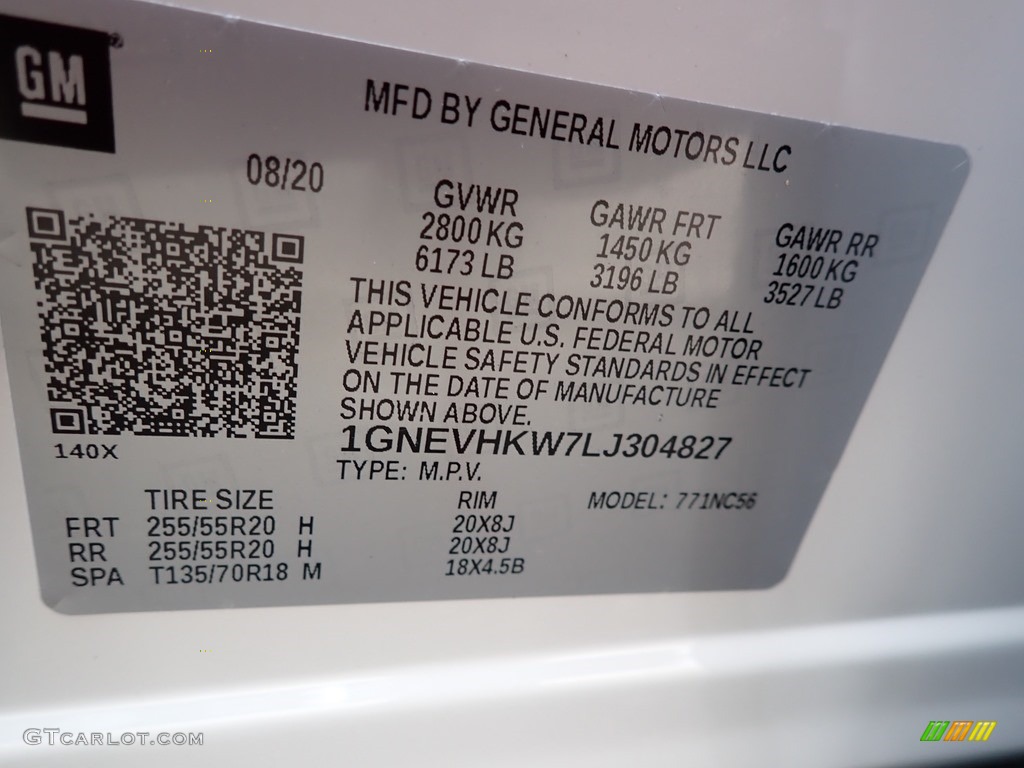 GM
MFD BY GENERAL MOTORS LLC
08/20
GVWR GAWR FRT GAWR RR
2800 KG 1450 KG 1600 KG
6173 LB 3196 LB 3527 LB
THIS VEHICLE CONFORMS TO ALL
APPLICABLE U.S. FEDERAL MOTOR
VEHICLE SAFETY STANDARDS IN EFFECT
ON THE DATE OF MANUFACTURE
SHOWN ABOVE.
1GNEVHKW7LJ304827
140X
TYPE: M.P.V.
TIRE SIZE RIM MODEL: 771NC56
FRT 255/55R20 H 20X8J
RR 255/55R20 H 20X8J
SPA T135/70R18 M 18X4.5B
GTCARLOT.COM